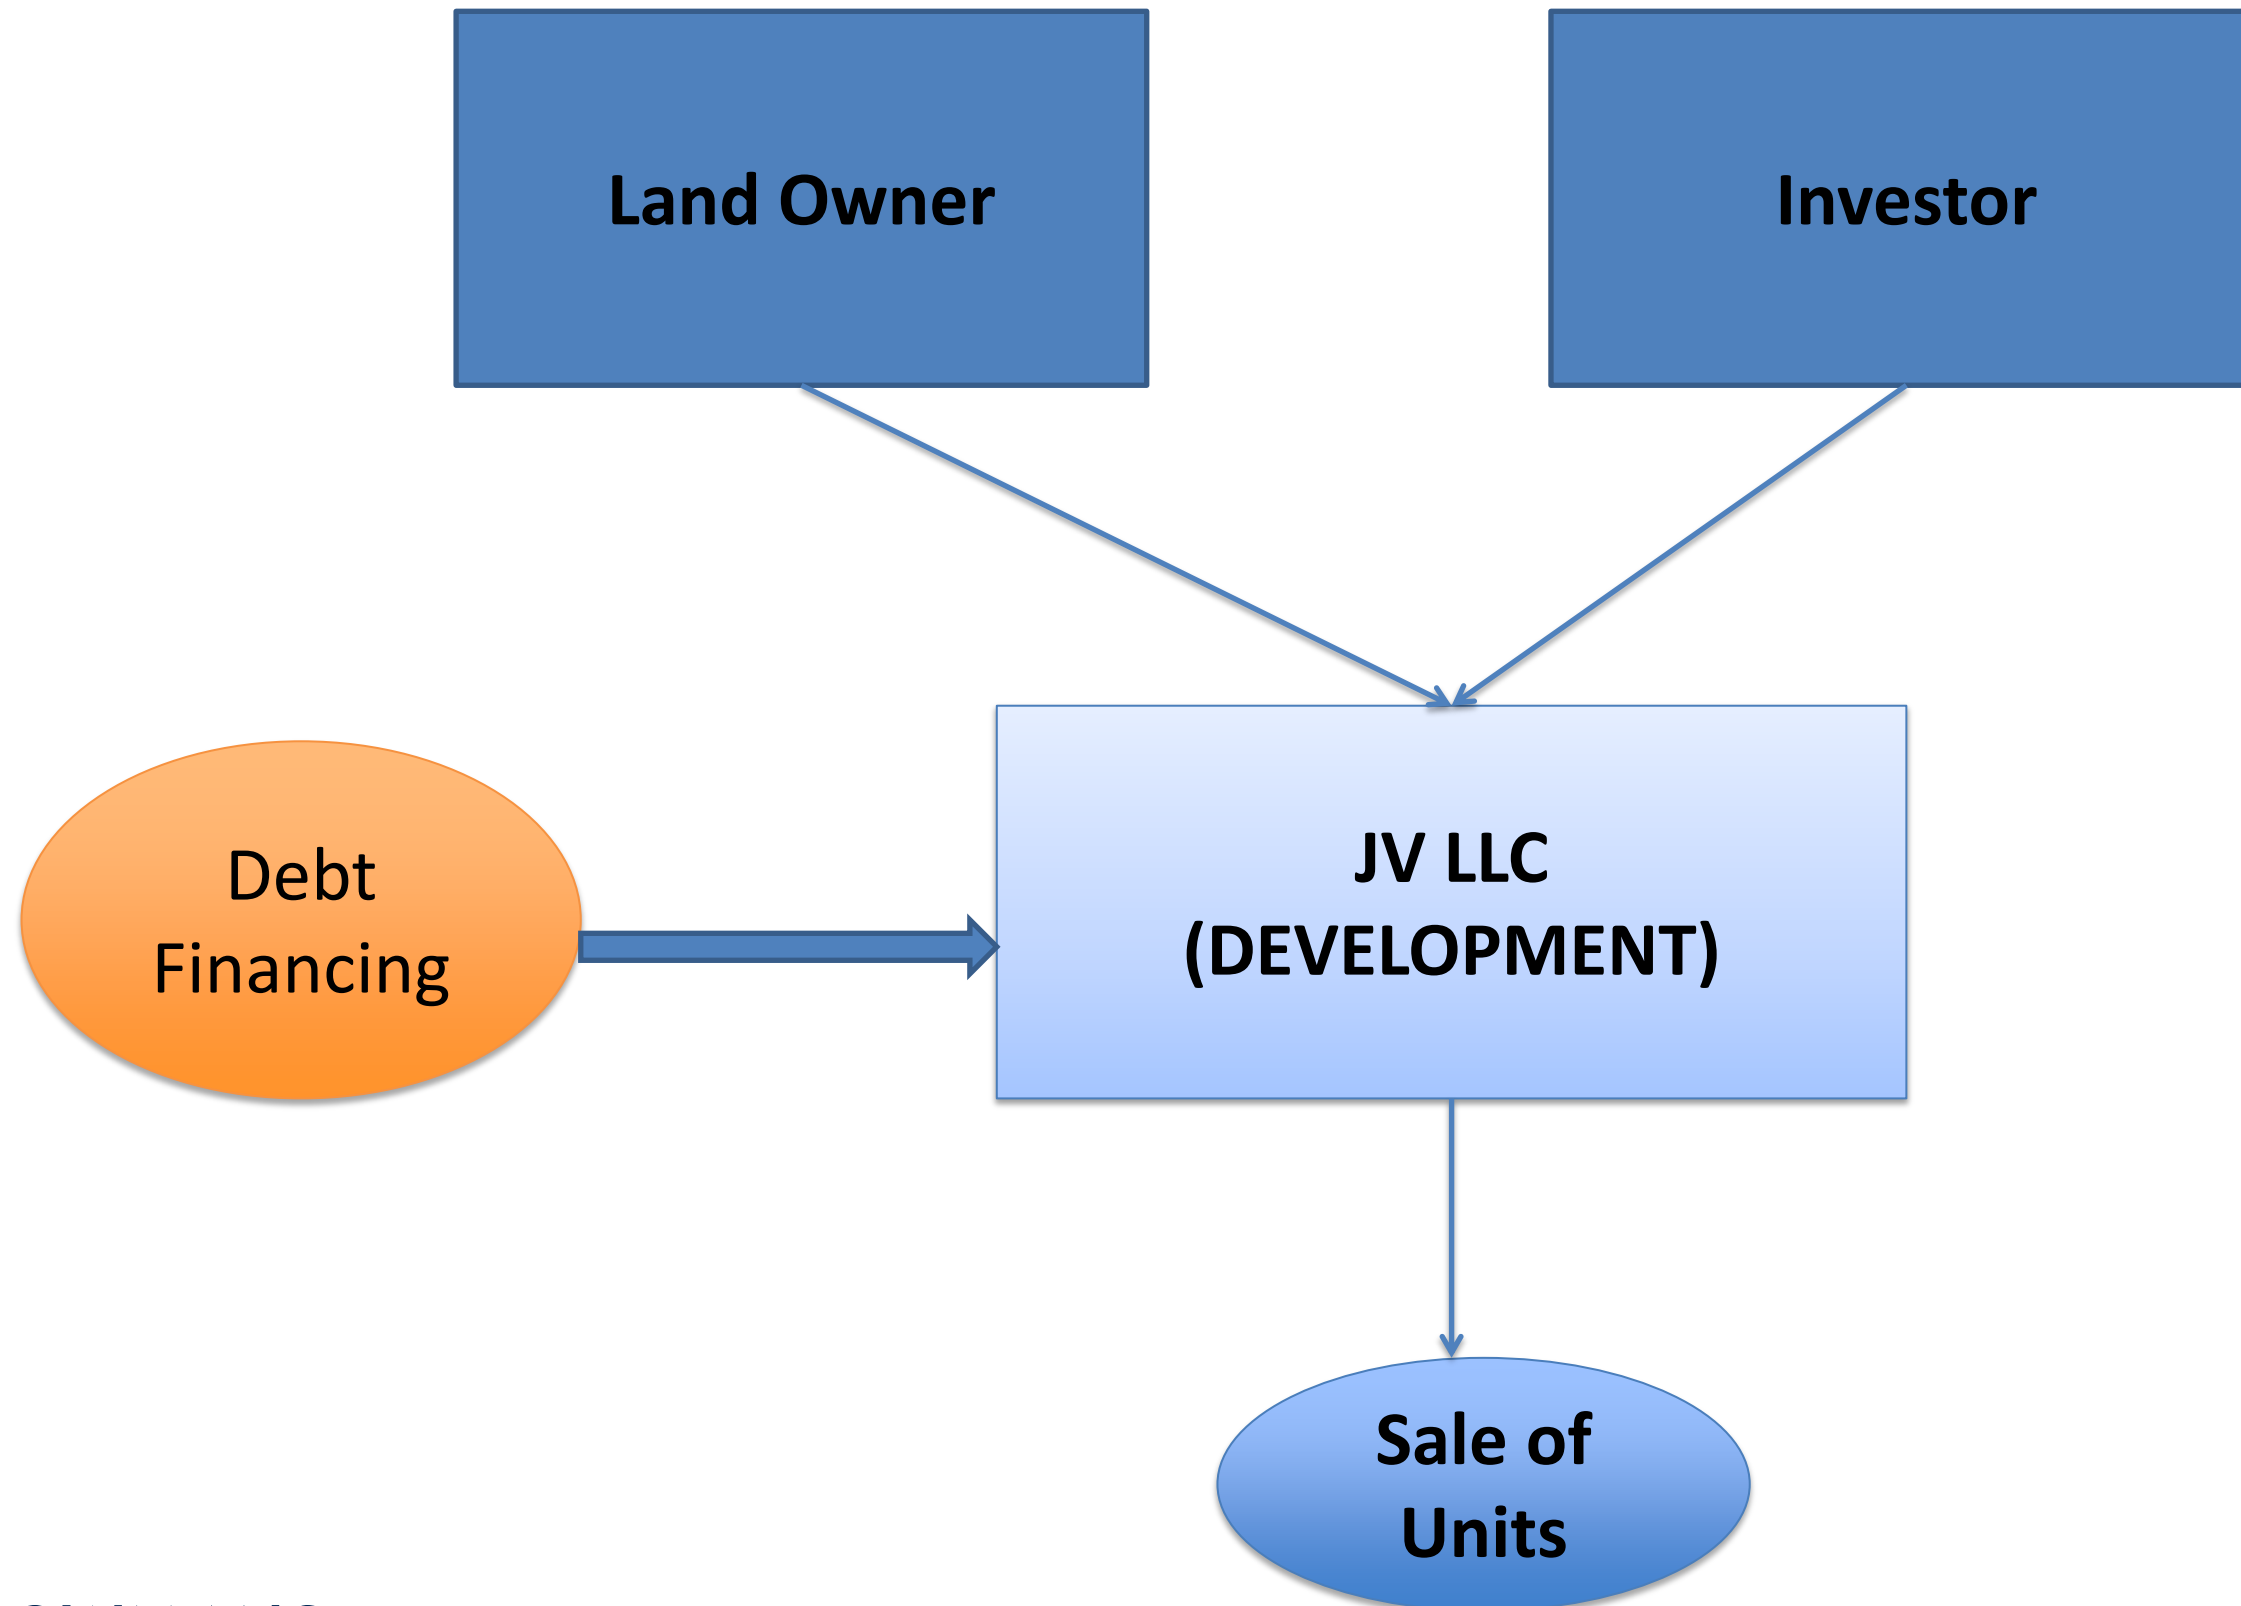 Land Owner
Investor
Debt
Financing
JV LLC
(DEVELOPMENT)
Sale of
Units